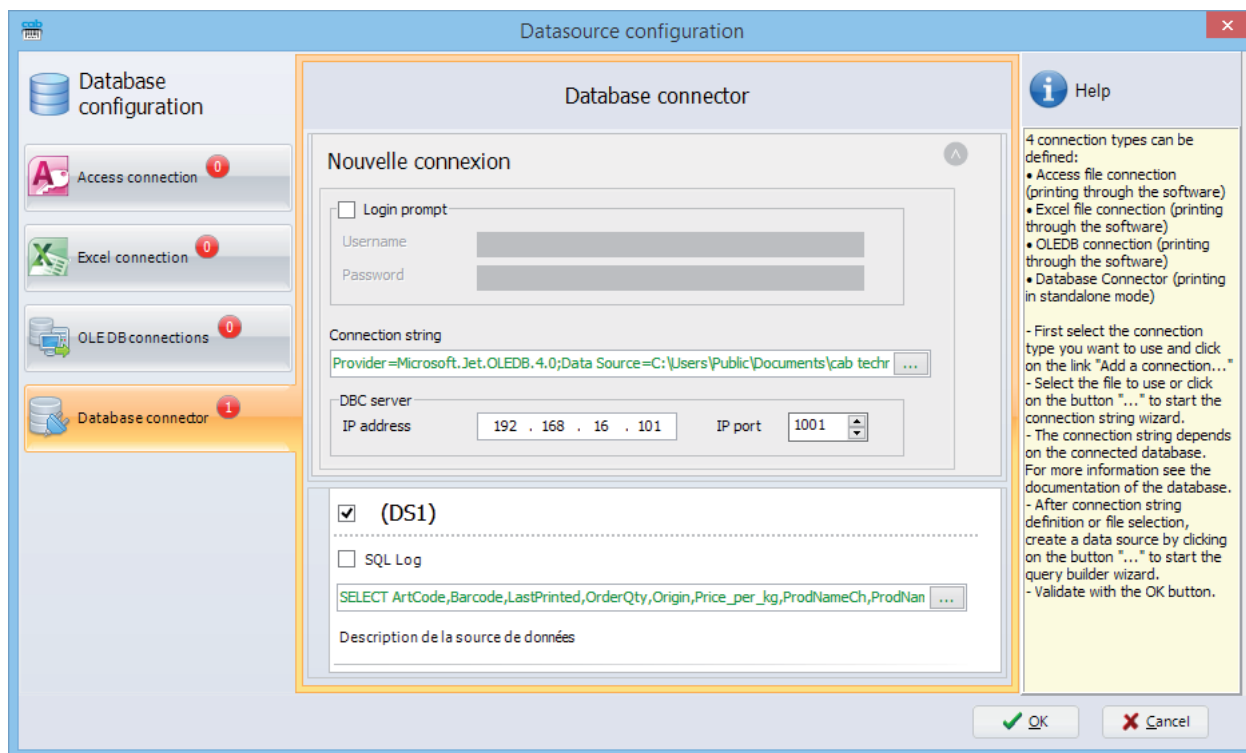 cab
Datasource configuration
Database
configuration
Access connection 0
Excel connection 0
OLE DB connections 0
Database connector 1
Database connector
Nouvelle connexion
Login prompt
Username
Password
Connection string
Provider=Microsoft.Jet.OLEDB.4.0;Data Source=C:\Users\Public\Documents\cab techr ...
DBC server
IP address 192 . 168 . 16 . 101 IP port 1001
(DS1)
SQL Log
SELECT ArtCode,Barcode,LastPrinted,OrderQty,Origin,Price_per_kg,ProdNameCh,ProdNan ...
Description de la source de données
Help
4 connection types can be
defined:
• Access file connection
(printing through the software)
• Excel file connection (printing
through the software)
• OLEDB connection (printing
through the software)
• Database Connector (printing
in standalone mode)
- First select the connection
type you want to use and click
on the link "Add a connection..."
- Select the file to use or click
on the button "..." to start the
connection string wizard.
- The connection string depends
on the connected database.
For more information see the
documentation of the database.
- After connection string
definition or file selection,
create a data source by clicking
on the button "..." to start the
query builder wizard.
- Validate with the OK button.
OK
Cancel